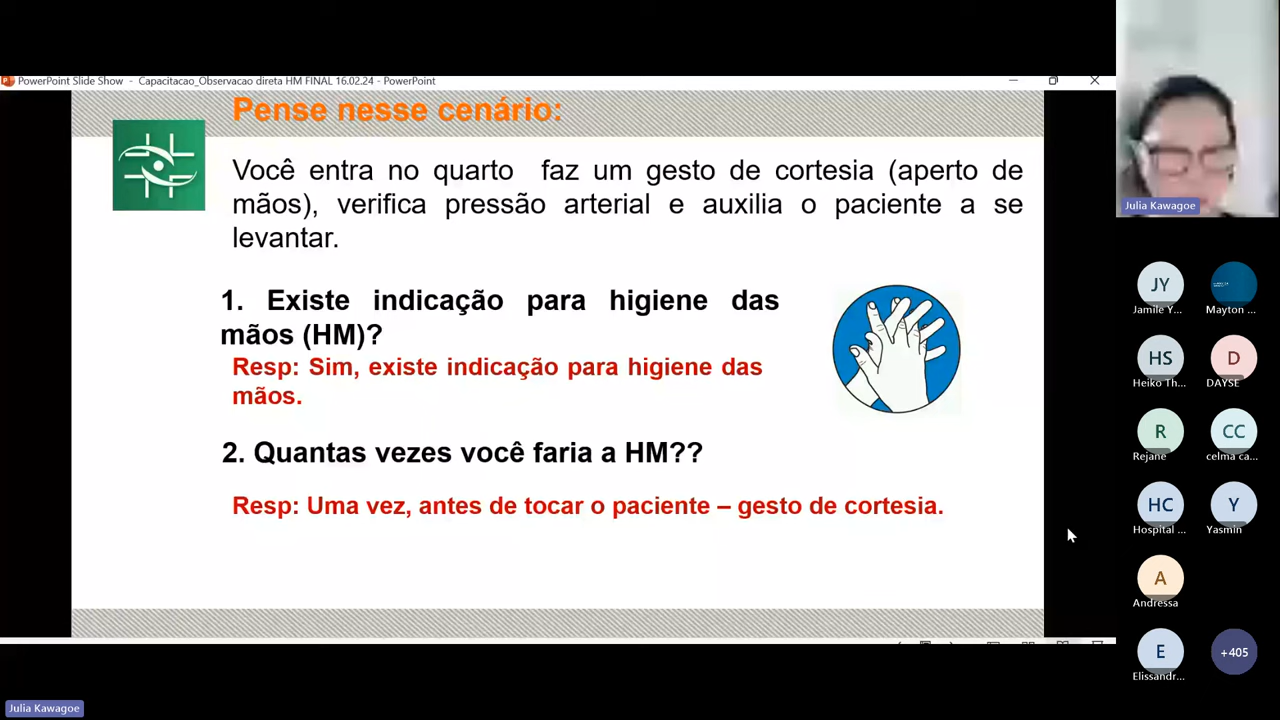 PowerPoint Slide Show - Capacitacao_Observacao direta HM FINAL 16.02.24 - PowerPoint
Pense nesse cenário:
Você entra no quarto faz um gesto de cortesia (aperto de
mãos), verifica pressão arterial e auxilia o paciente a se
levantar.
1. Existe indicação para higiene das
mãos (HM)?
Resp: Sim, existe indicação para higiene das
mãos.
2. Quantas vezes você faria a HM??
Resp: Uma vez, antes de tocar o paciente – gesto de cortesia.
Julia Kawagoe
JY
Jamile Y...
Mayton ...
HS
Heiko Th...
D
DAYSE
R
Rejane
CC
celma ca...
HC
Hospital ...
Y
Yasmin
A
Andressa
E
Elissandr...
+405
Julia Kawagoe